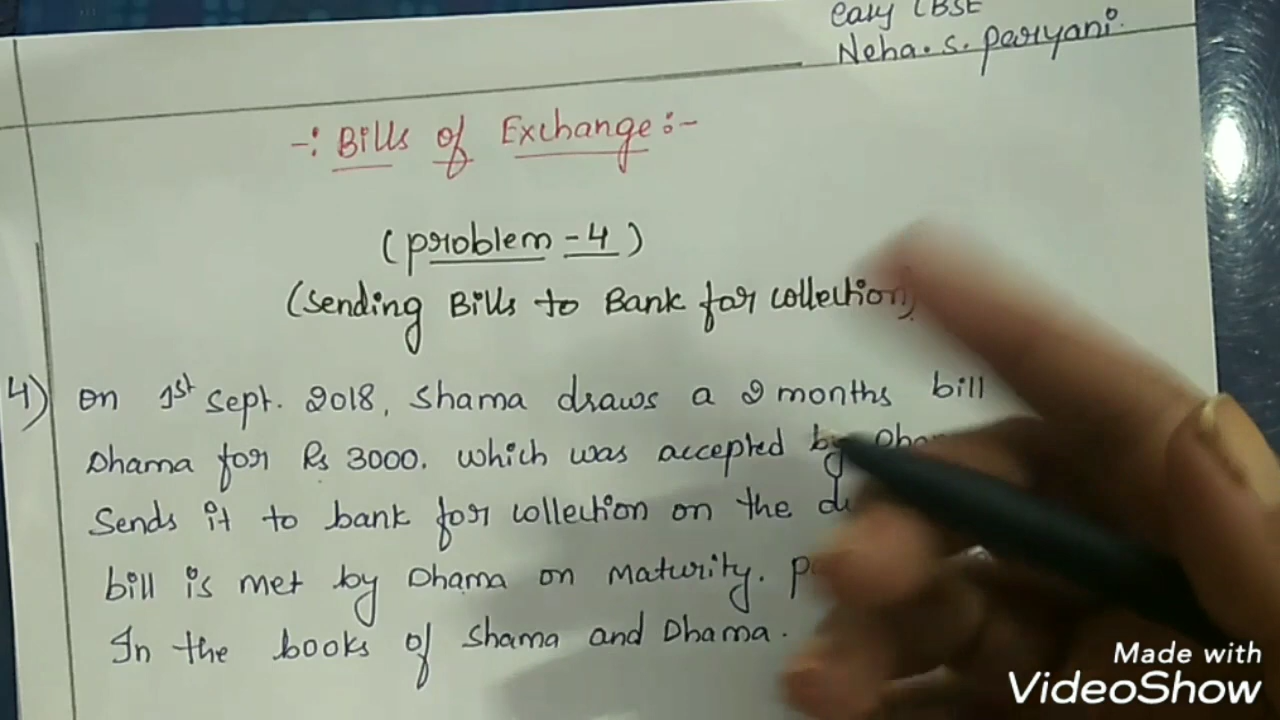 easy CBSE
Neha. S. Paryani.
-: Bills of Exchange :-
(problem - 4)
(Sending Bills to Bank for collection)
4) On 1st Sept. 2018, Shama draws a 2 months bill
Dhama for Rs 3000. which was accepted by
Sends it to bank for collection on the
bill is met by Dhama on maturity.
In the books of Shama and Dhama.
Made with
VideoShow